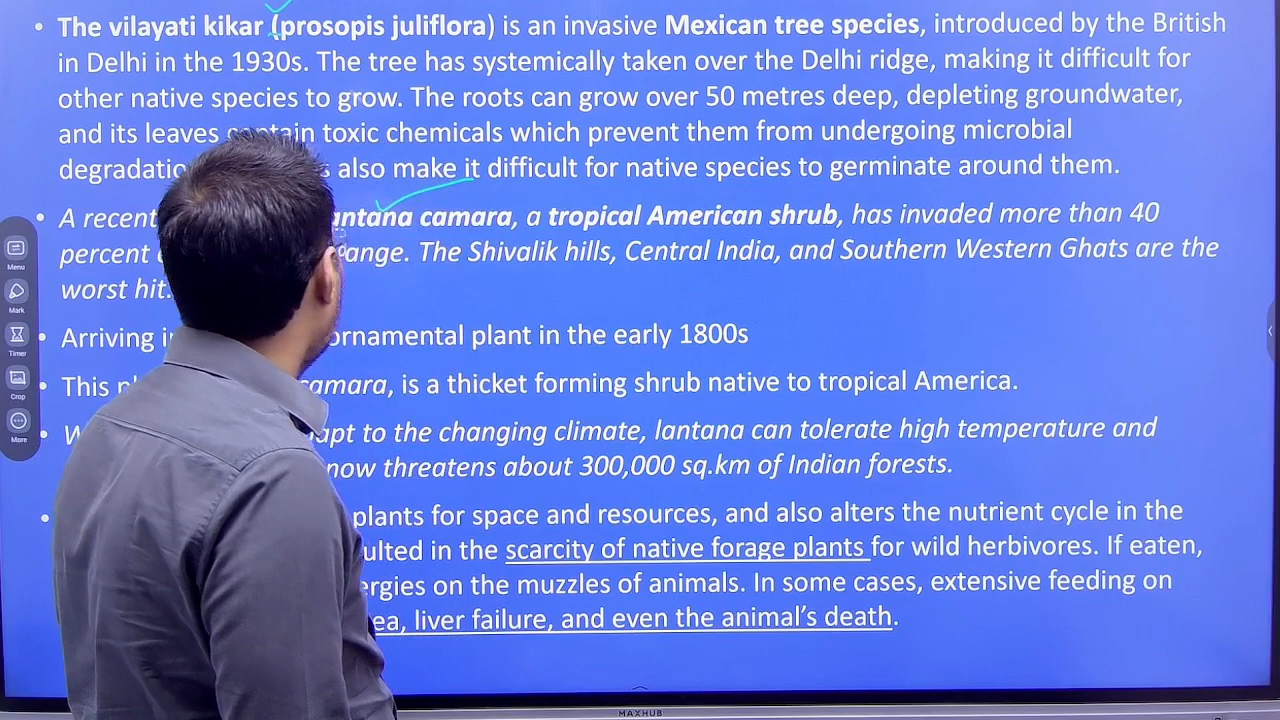 • The vilayati kikar (prosopis juliflora) is an invasive Mexican tree species, introduced by the British
in Delhi in the 1930s. The tree has systemically taken over the Delhi ridge, making it difficult for
other native species to grow. The roots can grow over 50 metres deep, depleting groundwater,
and its leaves contain toxic chemicals which prevent them from undergoing microbial
also make it difficult for native species to germinate around them.
• A recent camara, a tropical American shrub, has invaded more than 40
percent range. The Shivalik hills, Central India, and Southern Western Ghats are the
worst hit.
• Arriving ornamental plant in the early 1800s
• This camara, is a thicket forming shrub native to tropical America.
• to the changing climate, lantana can tolerate high temperature and
now threatens about 300,000 sq.km of Indian forests.
• plants for space and resources, and also alters the nutrient cycle in the
in the scarcity of native forage plants for wild herbivores. If eaten,
on the muzzles of animals. In some cases, extensive feeding on
liver failure, and even the animal's death.
Menu
Mark
Timer
Crop
More
MAXHUB